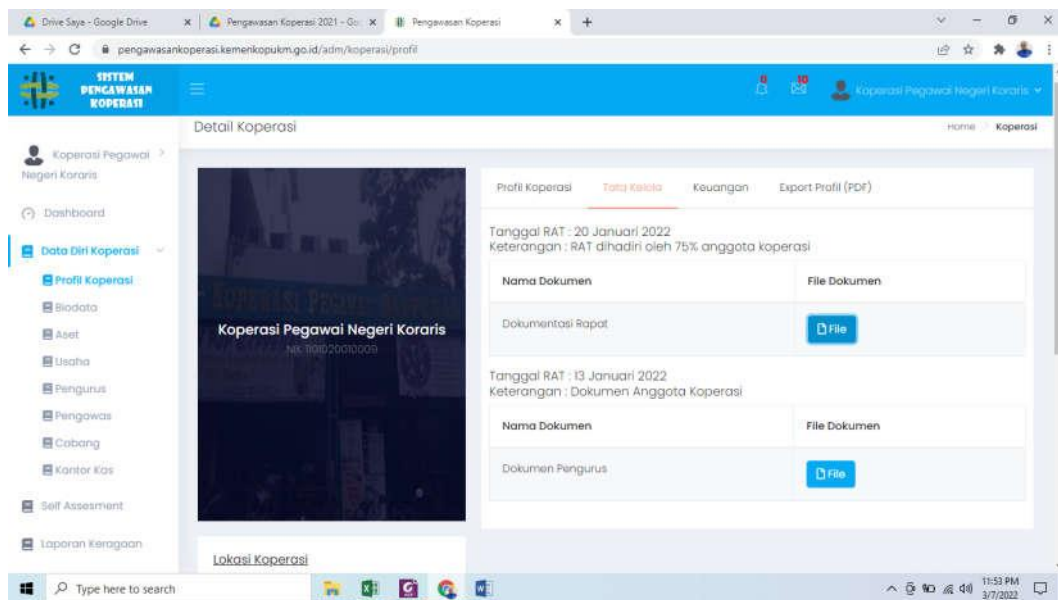 Drive Saya - Google Drive
Pengawasan Koperasi 2021 - Go
Pengawasan Koperasi
pengawasankoperasi.kemenkopukm.go.id/adm/koperasi/profil
SISTEM
PENGAWASAN
KOPERASI
0
10
Koperasi Pegawai Negeri Koraris
Detail Koperasi
Home
Koperasi
Koperasi Pegawai
Negeri Koraris
Dashboard
Data Diri Koperasi
Profil Koperasi
Biodata
Aset
Usaha
Pengurus
Pengawas
Cabang
Kantor Kas
Self Assesment
Laporan Keragaan
Koperasi Pegawai Negeri Koraris
NIK. 1101020010009
Lokasi Koperasi
Profil Koperasi
Tata Kelola
Keuangan
Export Profil (PDF)
Tanggal RAT : 20 Januari 2022
Keterangan : RAT dihadiri oleh 75% anggota koperasi
Nama Dokumen File Dokumen
Dokumentasi Rapat File
Tanggal RAT : 13 Januari 2022
Keterangan : Dokumen Anggota Koperasi
Nama Dokumen File Dokumen
Dokumen Pengurus File
Type here to search
11:53 PM
3/7/2022